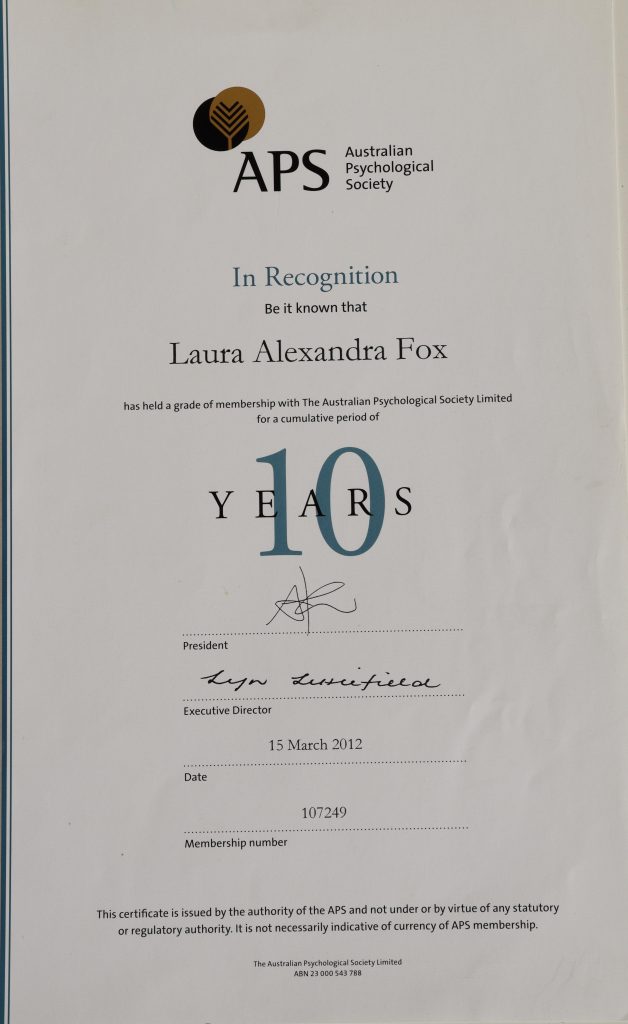 APS
Australian
Psychological
Society
In Recognition
Be it known that
Laura Alexandra Fox
has held a grade of membership with The Australian Psychological Society Limited
for a cumulative period of
10
YEARS
President
Lyn Littlefield
Executive Director
15 March 2012
Date
107249
Membership number
This certificate is issued by the authority of the APS and not under or by virtue of any statutory
or regulatory authority. It is not necessarily indicative of currency of APS membership.
The Australian Psychological Society Limited
ABN 23 000 543 788